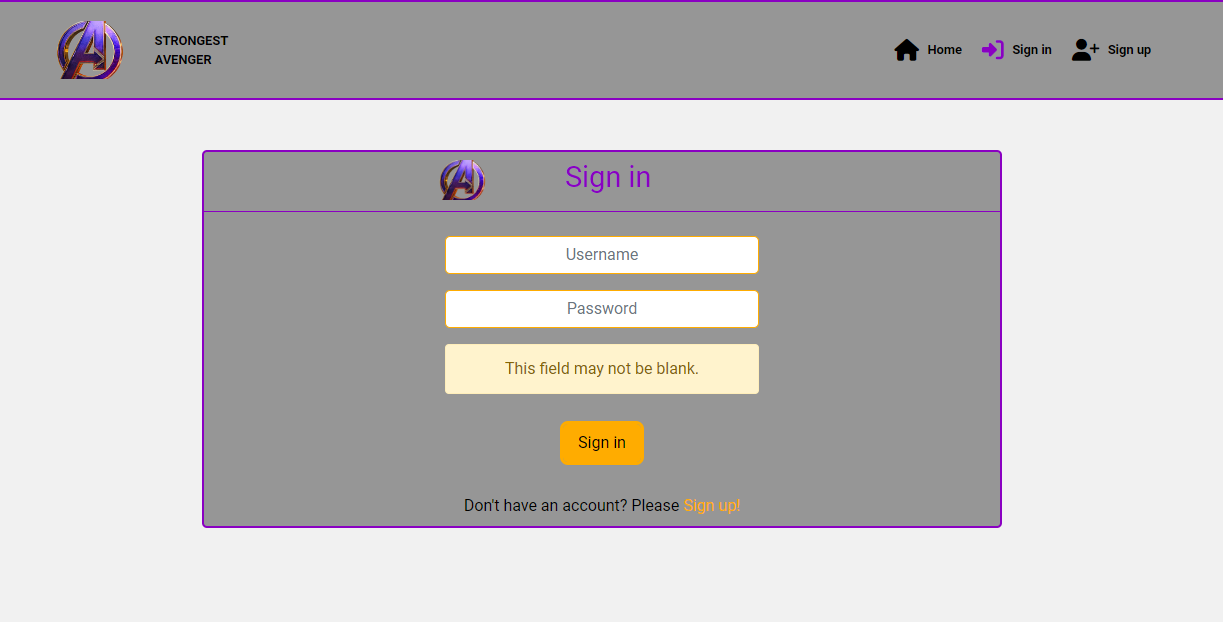 STRONGEST
AVENGER
Home Sign in Sign up
Sign in
Username
Password
This field may not be blank.
Sign in
Don't have an account? Please Sign up!